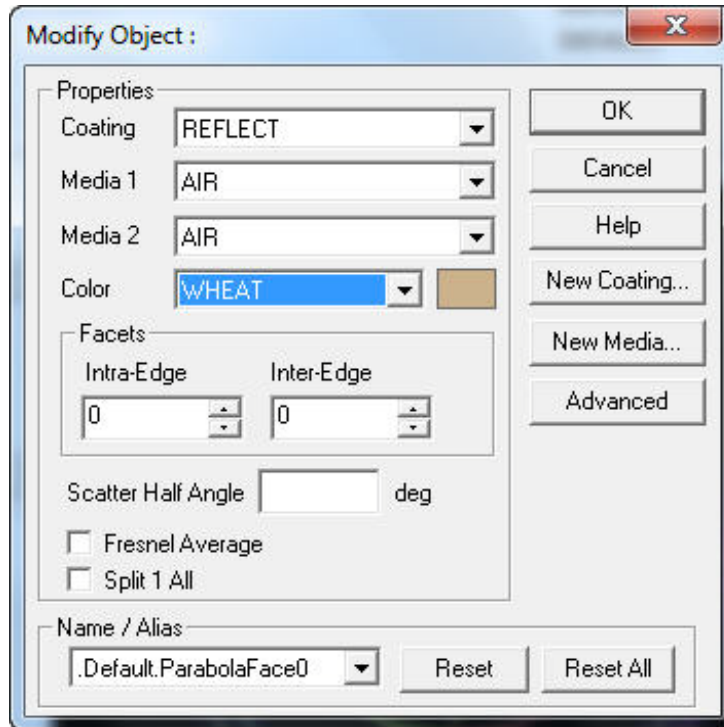 Modify Object :
X
Properties
Coating REFLECT
Media 1 AIR
Media 2 AIR
Color WHEAT
Facets
Intra-Edge Inter-Edge
0 0
Scatter Half Angle deg
Fresnel Average
Split 1 All
OK
Cancel
Help
New Coating...
New Media...
Advanced
Name / Alias
.Default.ParabolaFace0 Reset Reset All